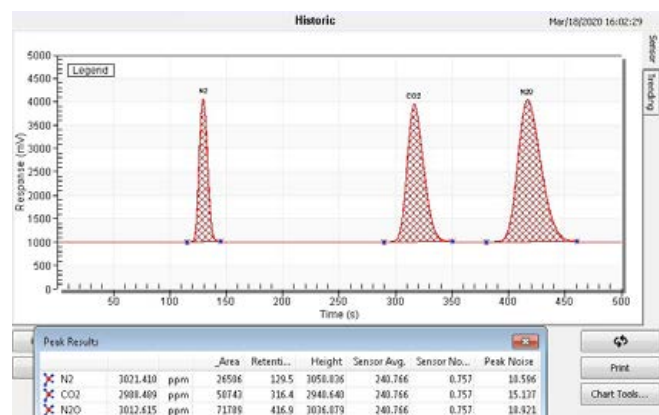 Historic
Mar/18/2020 16:02:29
5000
4500
4000
3500
3000
2500
2000
1500
1000
500
0
Response (mV)
Legend
N2
CO2
N2O
Sensor
Trending
50 100 150 200 250 300 350 400 450 500
Time (s)
Peak Results
_Area Retenti... Height Sensor Avg. Sensor No... Peak Noise
N2 3021.410 ppm 26506 129.5 3050.036 240.766 0.757 10.596
CO2 2988.489 ppm 50743 316.4 2940.640 240.766 0.757 15.137
N2O 3012.615 ppm 71709 416.9 3036.079 240.766 0.757 18.921
Print
Chart Tools...